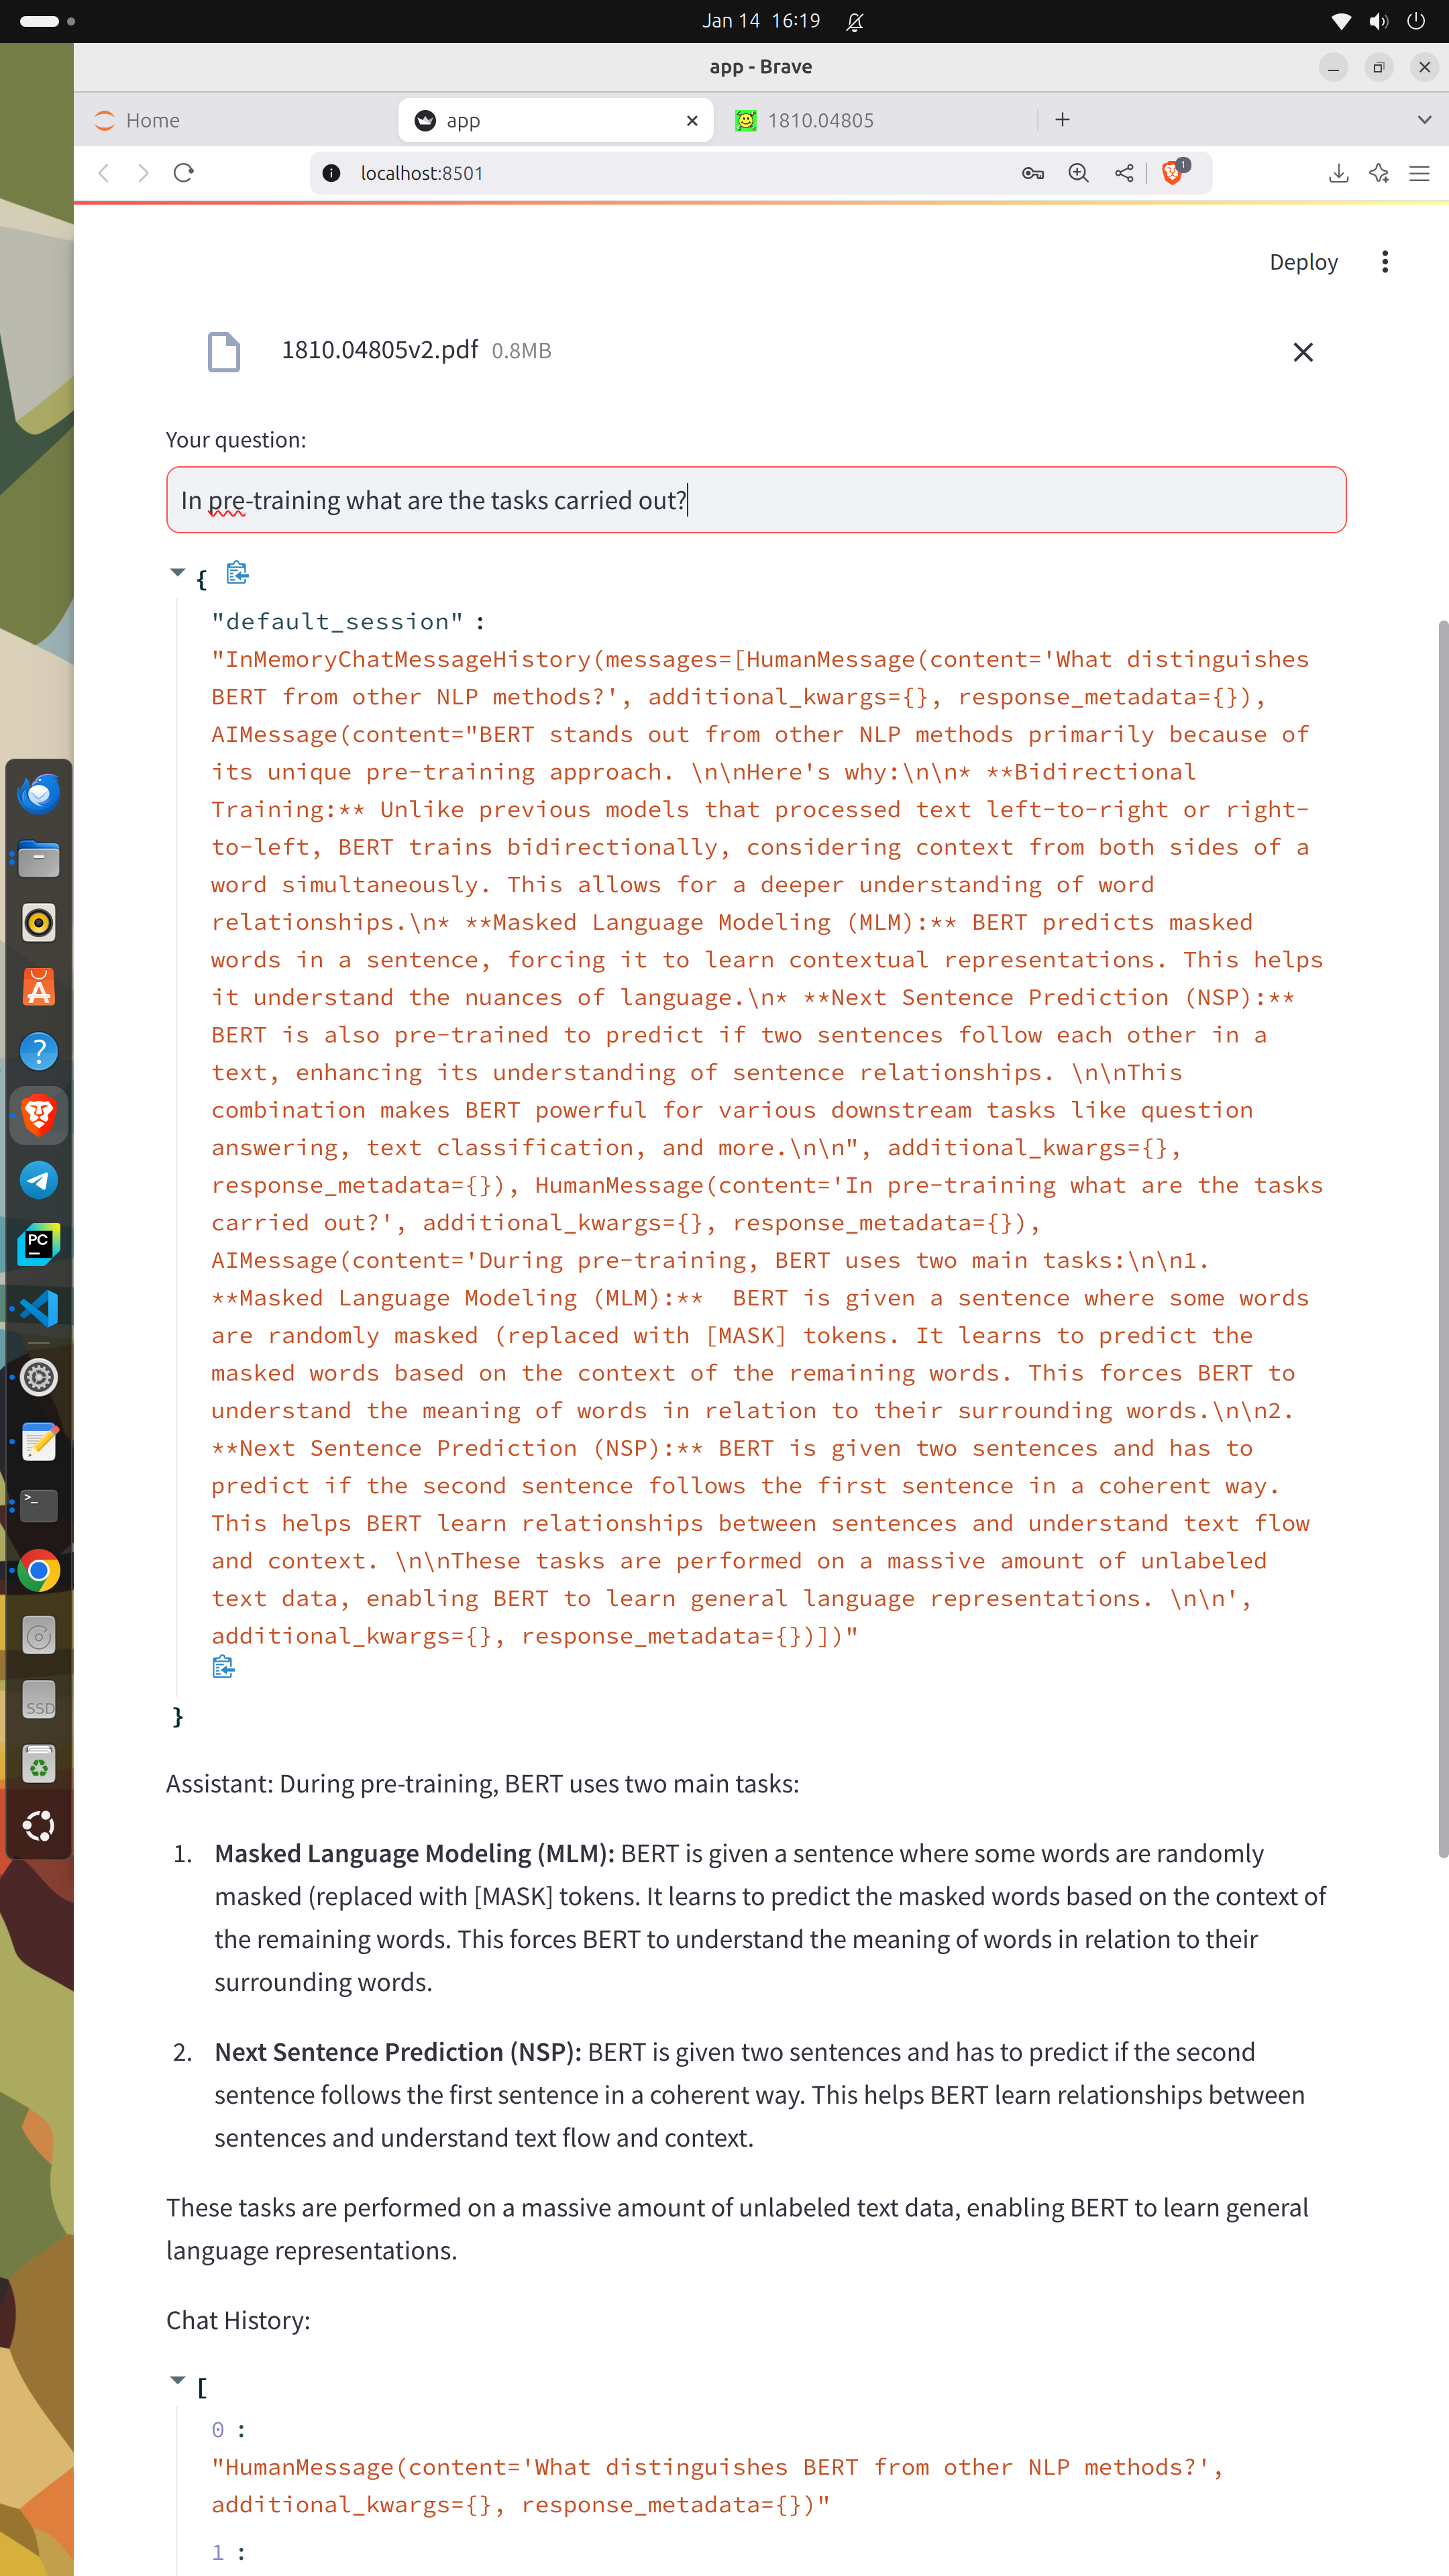 Jan 14 16:19
app - Brave
Home
app
1810.04805
localhost:8501
1
Deploy
1810.04805v2.pdf 0.8MB
Your question:
In pre-training what are the tasks carried out?
{
"default_session" :
"InMemoryChatMessageHistory(messages=[HumanMessage(content='What distinguishes
BERT from other NLP methods?', additional_kwargs={}, response_metadata={}),
AIMessage(content="BERT stands out from other NLP methods primarily because of
its unique pre-training approach. \n\nHere's why:\n\n* **Bidirectional
Training:** Unlike previous models that processed text left-to-right or right-
to-left, BERT trains bidirectionally, considering context from both sides of a
word simultaneously. This allows for a deeper understanding of word
relationships.\n* **Masked Language Modeling (MLM):** BERT predicts masked
words in a sentence, forcing it to learn contextual representations. This helps
it understand the nuances of language.\n* **Next Sentence Prediction (NSP):**
BERT is also pre-trained to predict if two sentences follow each other in a
text, enhancing its understanding of sentence relationships. \n\nThis
combination makes BERT powerful for various downstream tasks like question
answering, text classification, and more.\n\n", additional_kwargs={},
response_metadata={}), HumanMessage(content='In pre-training what are the tasks
carried out?', additional_kwargs={}, response_metadata={}),
AIMessage(content='During pre-training, BERT uses two main tasks:\n\n1.
**Masked Language Modeling (MLM):**  BERT is given a sentence where some words
are randomly masked (replaced with [MASK] tokens. It learns to predict the
masked words based on the context of the remaining words. This forces BERT to
understand the meaning of words in relation to their surrounding words.\n\n2.
**Next Sentence Prediction (NSP):** BERT is given two sentences and has to
predict if the second sentence follows the first sentence in a coherent way.
This helps BERT learn relationships between sentences and understand text flow
and context. \n\nThese tasks are performed on a massive amount of unlabeled
text data, enabling BERT to learn general language representations. \n\n',
additional_kwargs={}, response_metadata={})])"
}
Assistant: During pre-training, BERT uses two main tasks:
1. Masked Language Modeling (MLM): BERT is given a sentence where some words are randomly
masked (replaced with [MASK] tokens. It learns to predict the masked words based on the context of
the remaining words. This forces BERT to understand the meaning of words in relation to their
surrounding words.
2. Next Sentence Prediction (NSP): BERT is given two sentences and has to predict if the second
sentence follows the first sentence in a coherent way. This helps BERT learn relationships between
sentences and understand text flow and context.
These tasks are performed on a massive amount of unlabeled text data, enabling BERT to learn general
language representations.
Chat History:
[
0 :
"HumanMessage(content='What distinguishes BERT from other NLP methods?',
additional_kwargs={}, response_metadata={})"
1 :
PC
SSD